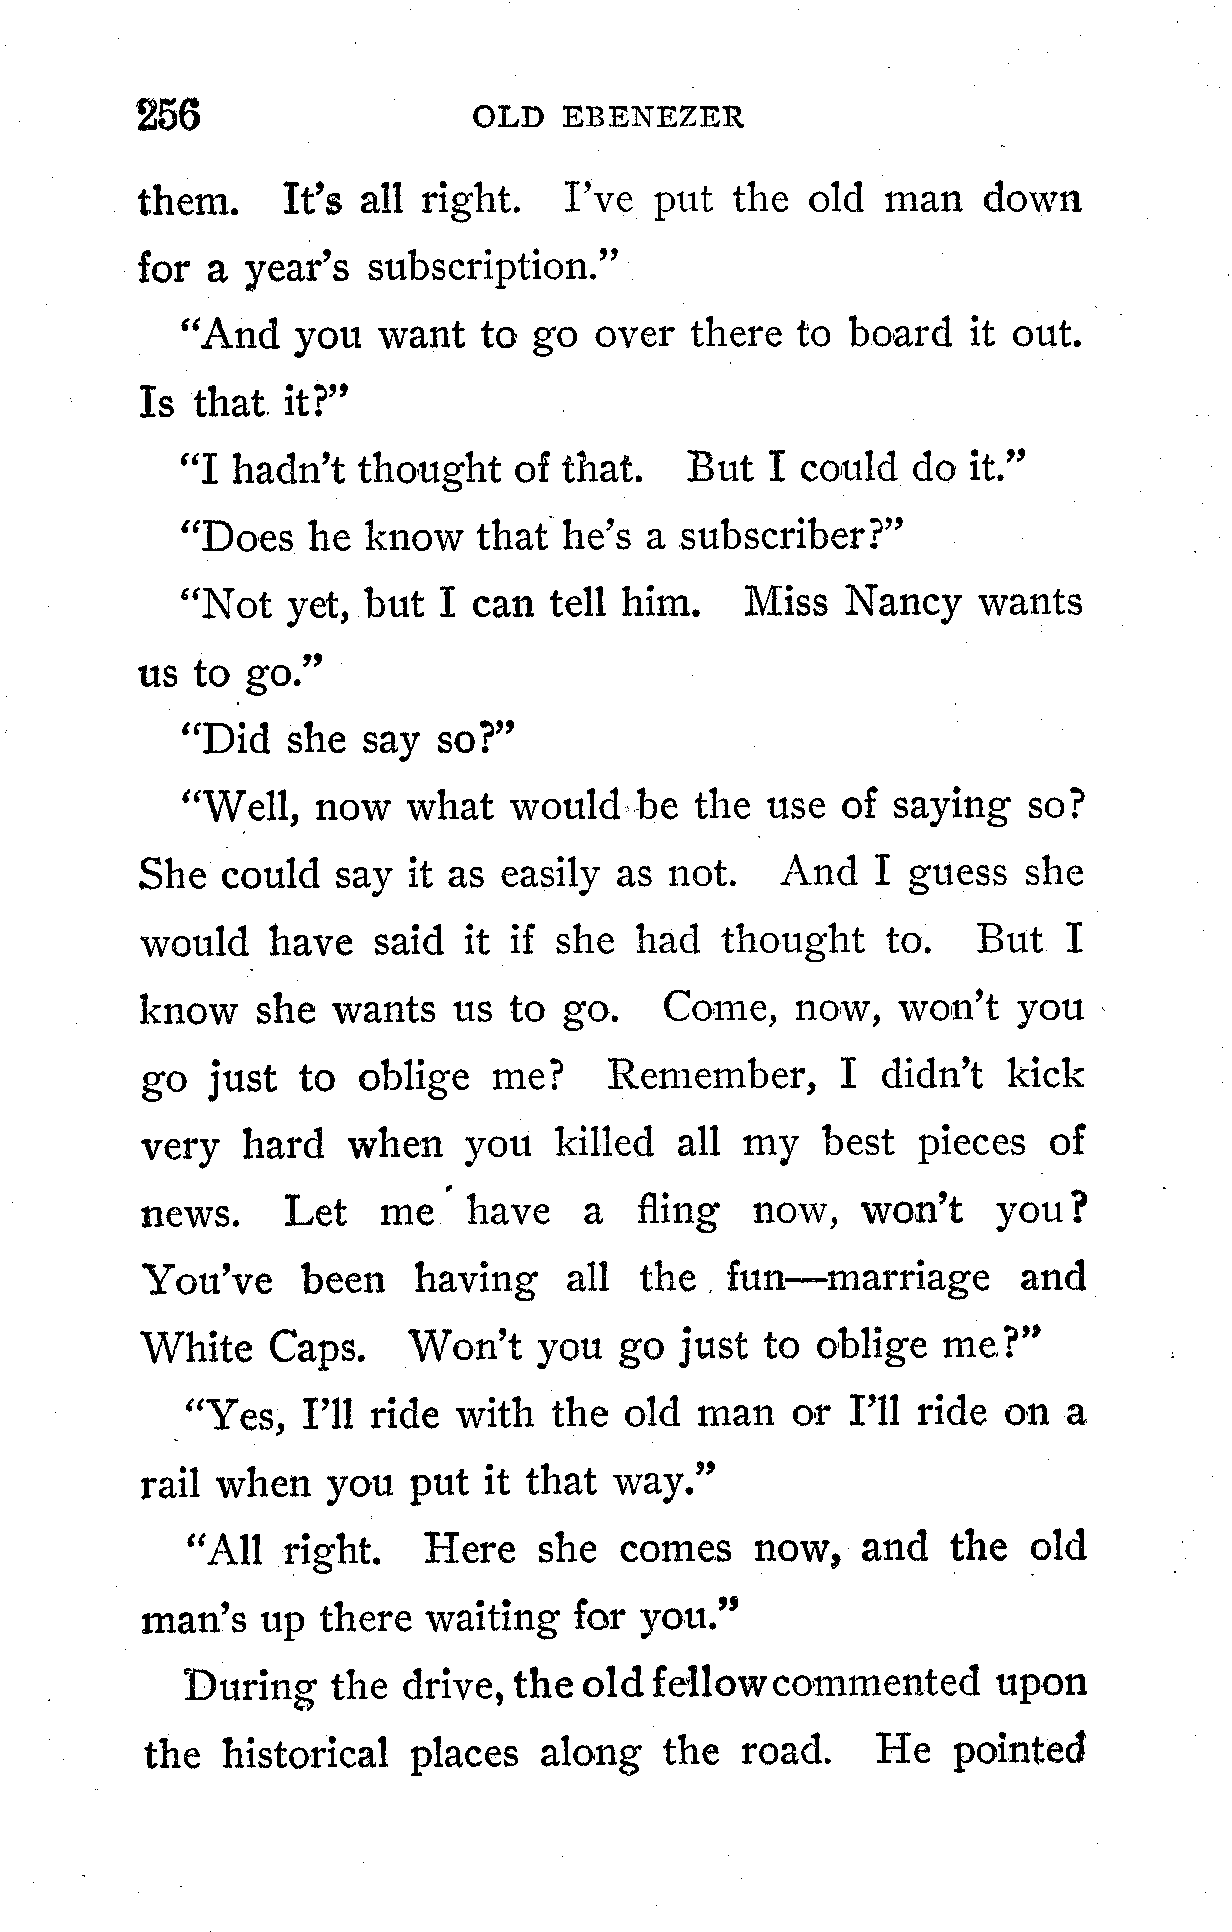 256 OLD EBENEZER
them. It's all right. I've put the old man down
for a year's subscription."
"And you want to go over there to board it out.
Is that it?"
"I hadn't thought of that. But I could do it."
"Does he know that he's a subscriber?"
"Not yet, but I can tell him. Miss Nancy wants
us to go."
"Did she say so?"
"Well, now what would be the use of saying so?
She could say it as easily as not. And I guess she
would have said it if she had thought to. But I
know she wants us to go. Come, now, won't you
go just to oblige me? Remember, I didn't kick
very hard when you killed all my best pieces of
news. Let me have a fling now, won't you?
You've been having all the fun—marriage and
White Caps. Won't you go just to oblige me?"
"Yes, I'll ride with the old man or I'll ride on a
rail when you put it that way."
"All right. Here she comes now, and the old
man's up there waiting for you."
During the drive, the old fellow commented upon
the historical places along the road. He pointed